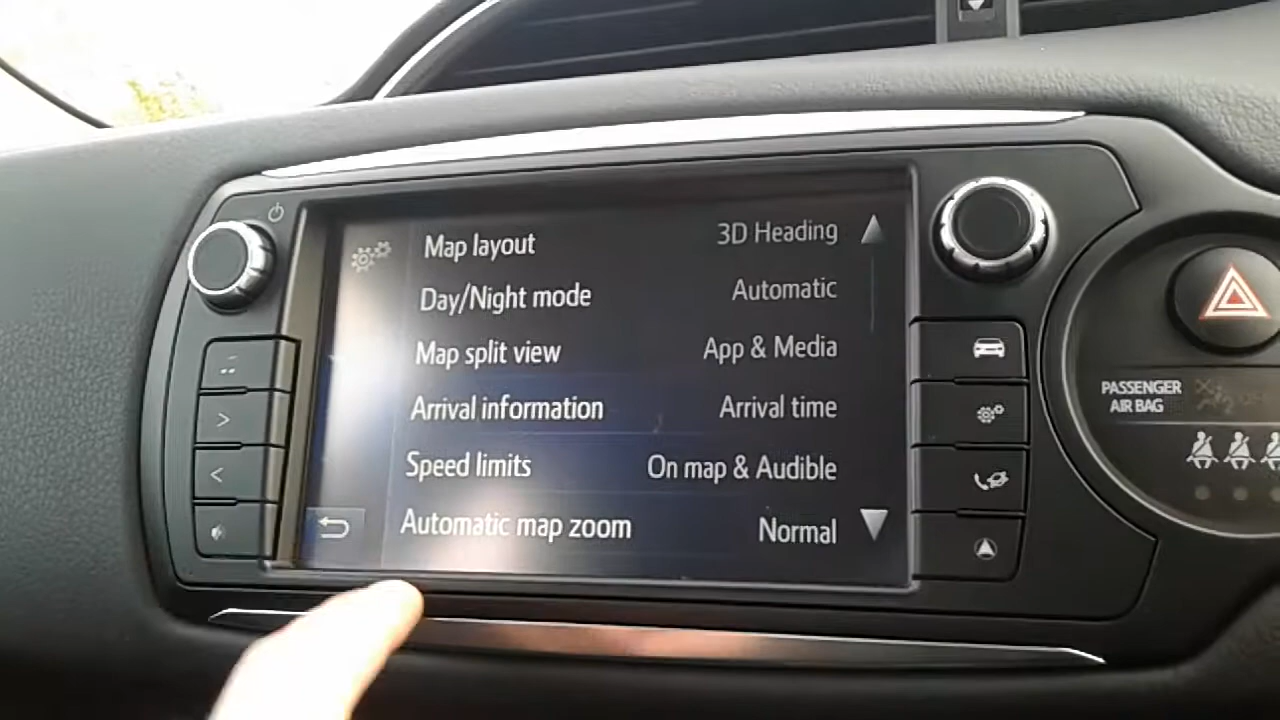 Map layout 3D Heading
Day/Night mode Automatic
Map split view App & Media
Arrival information Arrival time
Speed limits On map & Audible
Automatic map zoom Normal
PASSENGER
AIR BAG